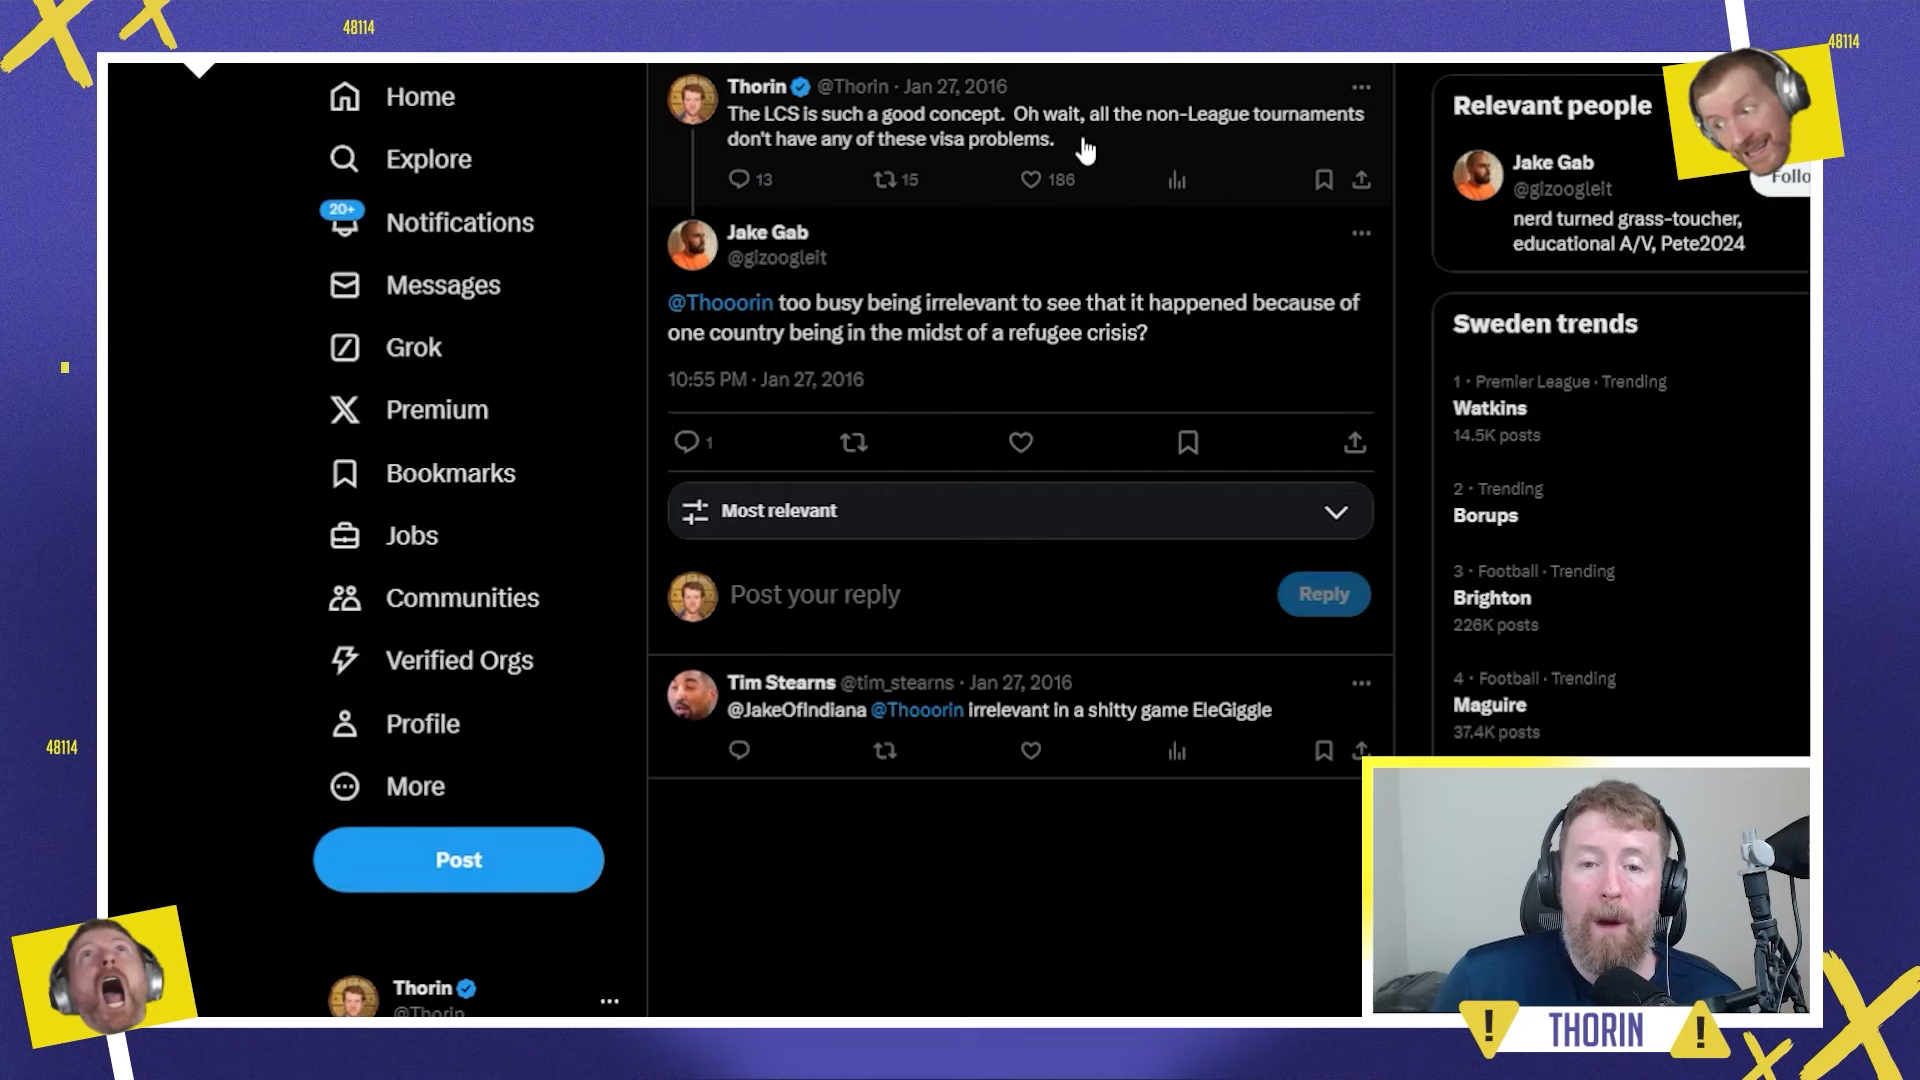 48114
48114
Home
Explore
20+
Notifications
Messages
Grok
Premium
Bookmarks
Jobs
Communities
Verified Orgs
Profile
More
Post
Thorin
@Thorin
48114
Thorin @Thorin · Jan 27, 2016
The LCS is such a good concept. Oh wait, all the non-League tournaments
don't have any of these visa problems.
13 15 186
Jake Gab
@gizoogleit
@Thooorin too busy being irrelevant to see that it happened because of
one country being in the midst of a refugee crisis?
10:55 PM · Jan 27, 2016
1
Most relevant
Post your reply
Reply
Tim Stearns @tim_stearns · Jan 27, 2016
@JakeOfIndiana @Thooorin irrelevant in a shitty game EleGiggle
Relevant people
Jake Gab
@gizoogleit
Follo
nerd turned grass-toucher,
educational A/V, Pete2024
Sweden trends
1 · Premier League · Trending
Watkins
14.5K posts
2 · Trending
Borups
3 · Football · Trending
Brighton
226K posts
4 · Football · Trending
Maguire
37.4K posts
! THORIN !